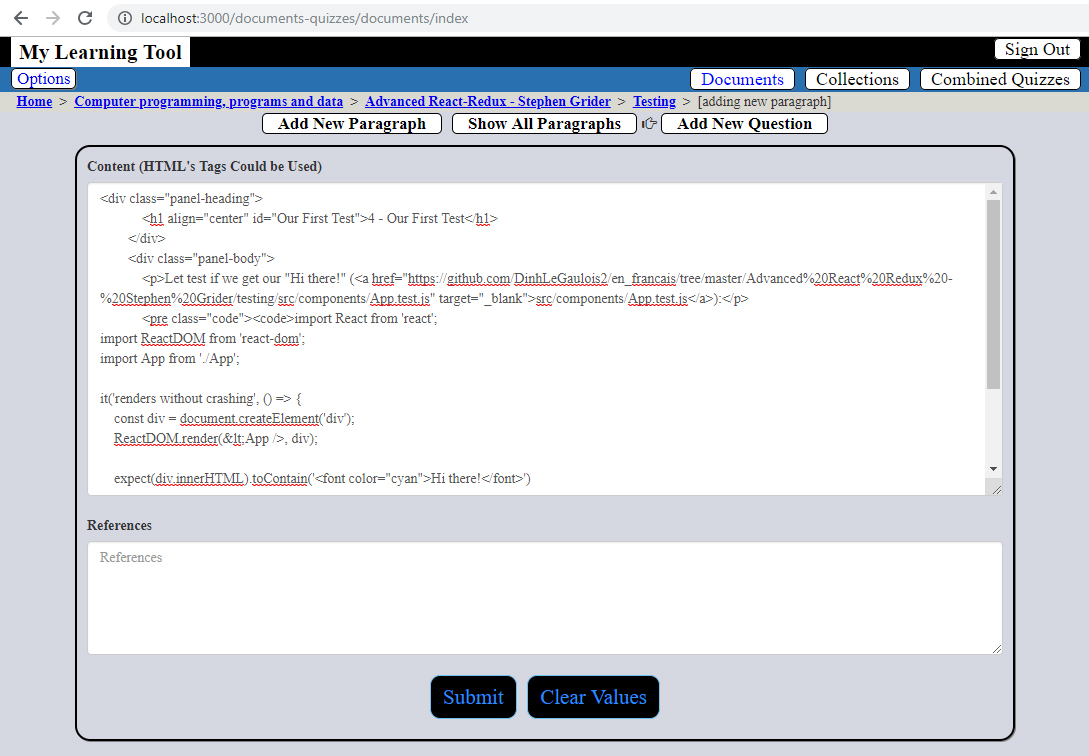 localhost:3000/documents-quizzes/documents/index
My Learning Tool
Sign Out
Options
Documents
Collections
Combined Quizzes
Home > Computer programming, programs and data > Advanced React-Redux - Stephen Grider > Testing > [adding new paragraph]
Add New Paragraph
Show All Paragraphs
Add New Question
Content (HTML's Tags Could be Used)
<div class="panel-heading">
<h1 align="center" id="Our First Test">4 - Our First Test</h1>
</div>
<div class="panel-body">
<p>Let test if we get our "Hi there!" (<a href="https://github.com/DinhLeGaulois2/en_francais/tree/master/Advanced%20React%20Redux%20-
%20Stephen%20Grider/testing/src/components/App.test.js" target="_blank">src/components/App.test.js</a>):</p>
<pre class="code"><code>import React from 'react';
import ReactDOM from 'react-dom';
import App from './App';
it('renders without crashing', () => {
const div = document.createElement('div');
ReactDOM.render(&lt;App />, div);
expect(div.innerHTML).toContain('<font color="cyan">Hi there!</font>')
References
References
Submit
Clear Values